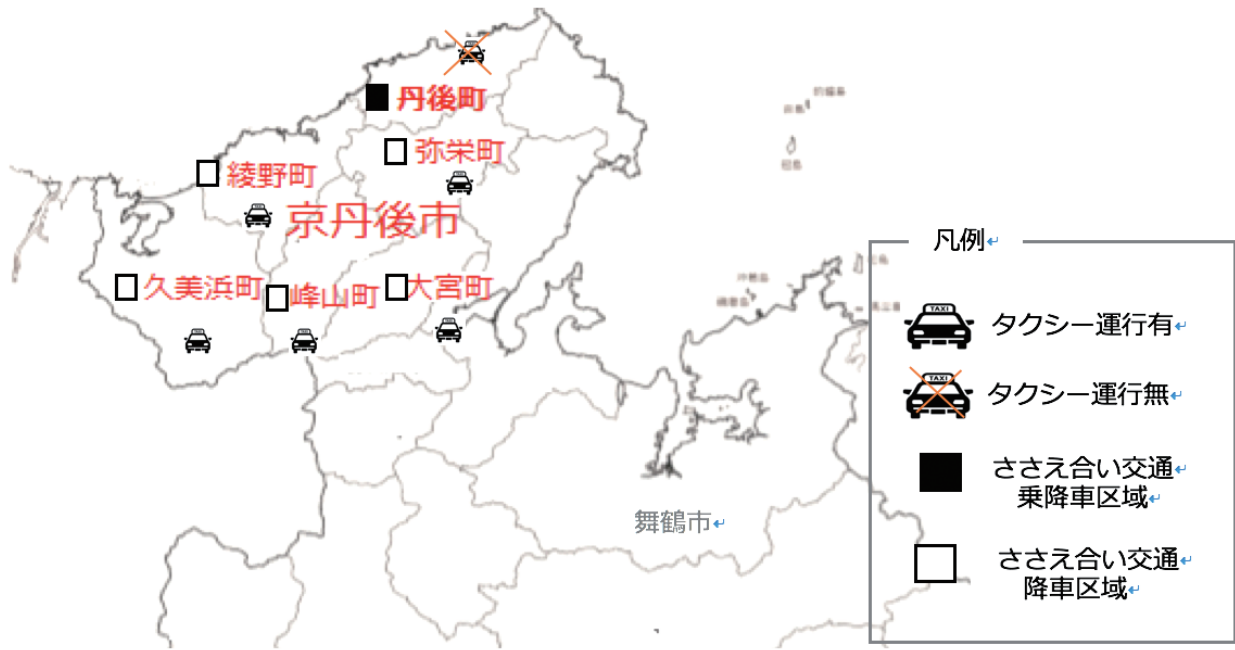 丹後町
弥栄町
綾野町
京丹後市
久美浜町
峰山町
大宮町
舞鶴市
凡例
TAXI
タクシー運行有
TAXI
タクシー運行無
ささえ合い交通
乗降車区域
ささえ合い交通
降車区域